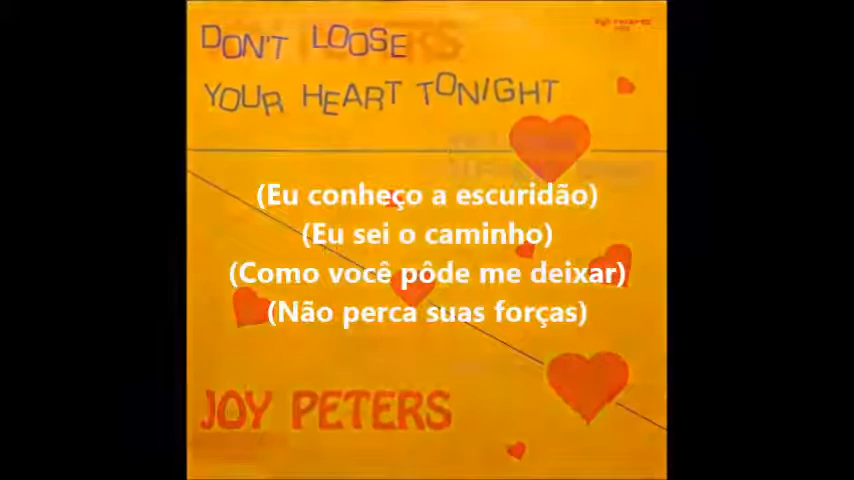 DON'T LOOSE
YOUR HEART TONIGHT
(Eu conheço a escuridão)
(Eu sei o caminho)
(Como você pôde me deixar)
(Não perca suas forças)
JOY PETERS